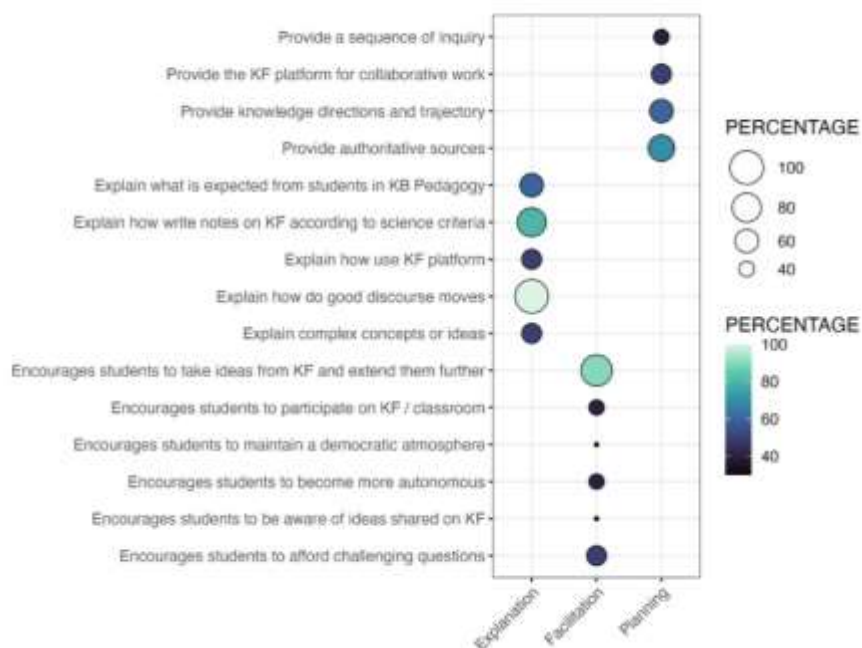 Provide a sequence of inquiry
Provide the KF platform for collaborative work
Provide knowledge directions and trajectory
Provide authoritative sources
Explain what is expected from students in KB Pedagogy
Explain how write notes on KF according to science criteria
Explain how use KF platform
Explain how do good discourse moves
Explain complex concepts or ideas
Encourages students to take ideas from KF and extend them further
Encourages students to participate on KF / classroom
Encourages students to maintain a democratic atmosphere
Encourages students to become more autonomous
Encourages students to be aware of ideas shared on KF
Encourages students to afford challenging questions
Explanation
Facilitation
Planning
PERCENTAGE
100
80
60
40
PERCENTAGE
100
80
60
40